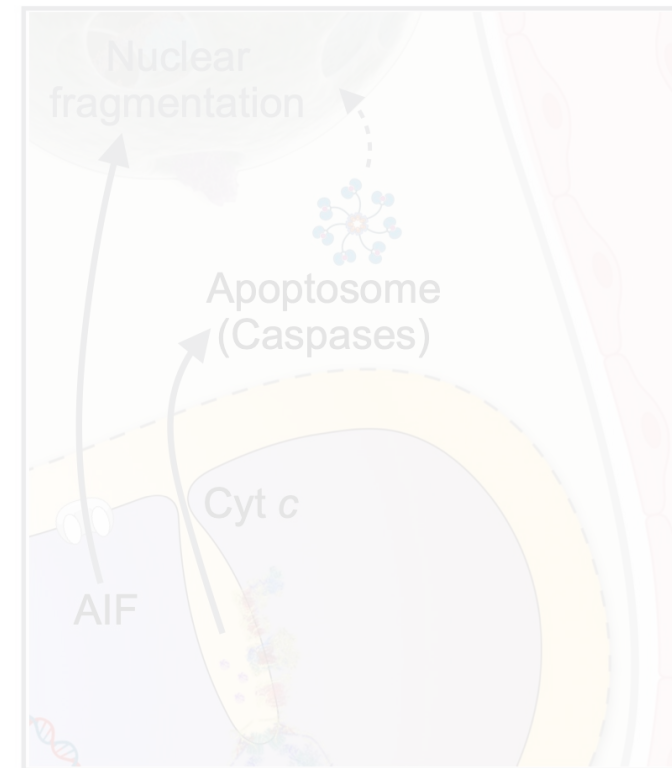 Nuclear
fragmentation
Apoptosome
(Caspases)
Cyt c
AIF